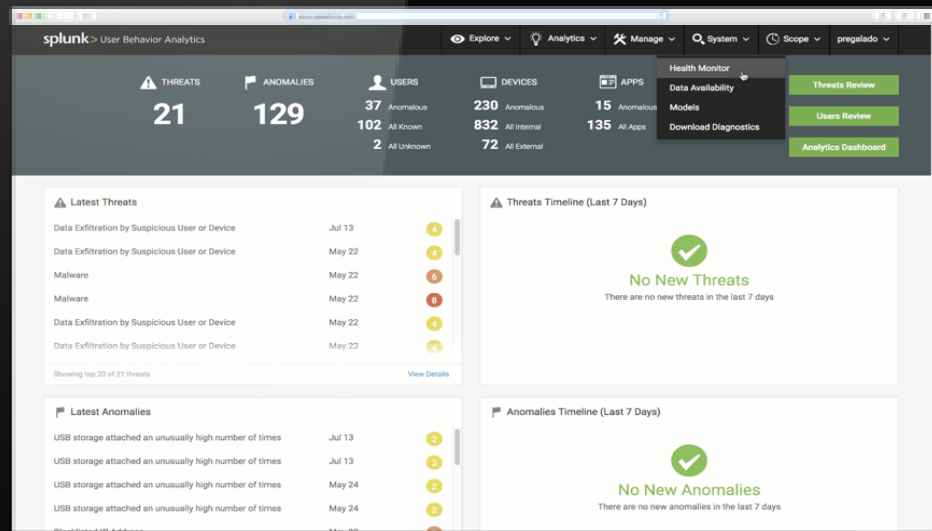 splunk> User Behavior Analytics
Explore
Analytics
Manage
System
Scope
pregalado
Health Monitor
Data Availability
Models
Download Diagnostics
THREATS
21
ANOMALIES
129
USERS
37 Anomalous
102 All Known
2 All Unknown
DEVICES
230 Anomalous
832 All Internal
72 All External
APPS
15 Anomalous
135 All Apps
Threats Review
Users Review
Analytics Dashboard
Latest Threats
Data Exfiltration by Suspicious User or Device Jul 13 4
Data Exfiltration by Suspicious User or Device May 22 4
Malware May 22 6
Malware May 22 8
Data Exfiltration by Suspicious User or Device May 22 4
Data Exfiltration by Suspicious User or Device May 22 4
Showing top 20 of 21 threats
View Details
Threats Timeline (Last 7 Days)
No New Threats
There are no new threats in the last 7 days
Latest Anomalies
USB storage attached an unusually high number of times Jul 13 2
USB storage attached an unusually high number of times Jul 13 2
USB storage attached an unusually high number of times May 24 2
USB storage attached an unusually high number of times May 24 2
Anomalies Timeline (Last 7 Days)
No New Anomalies
There are no new anomalies in the last 7 days